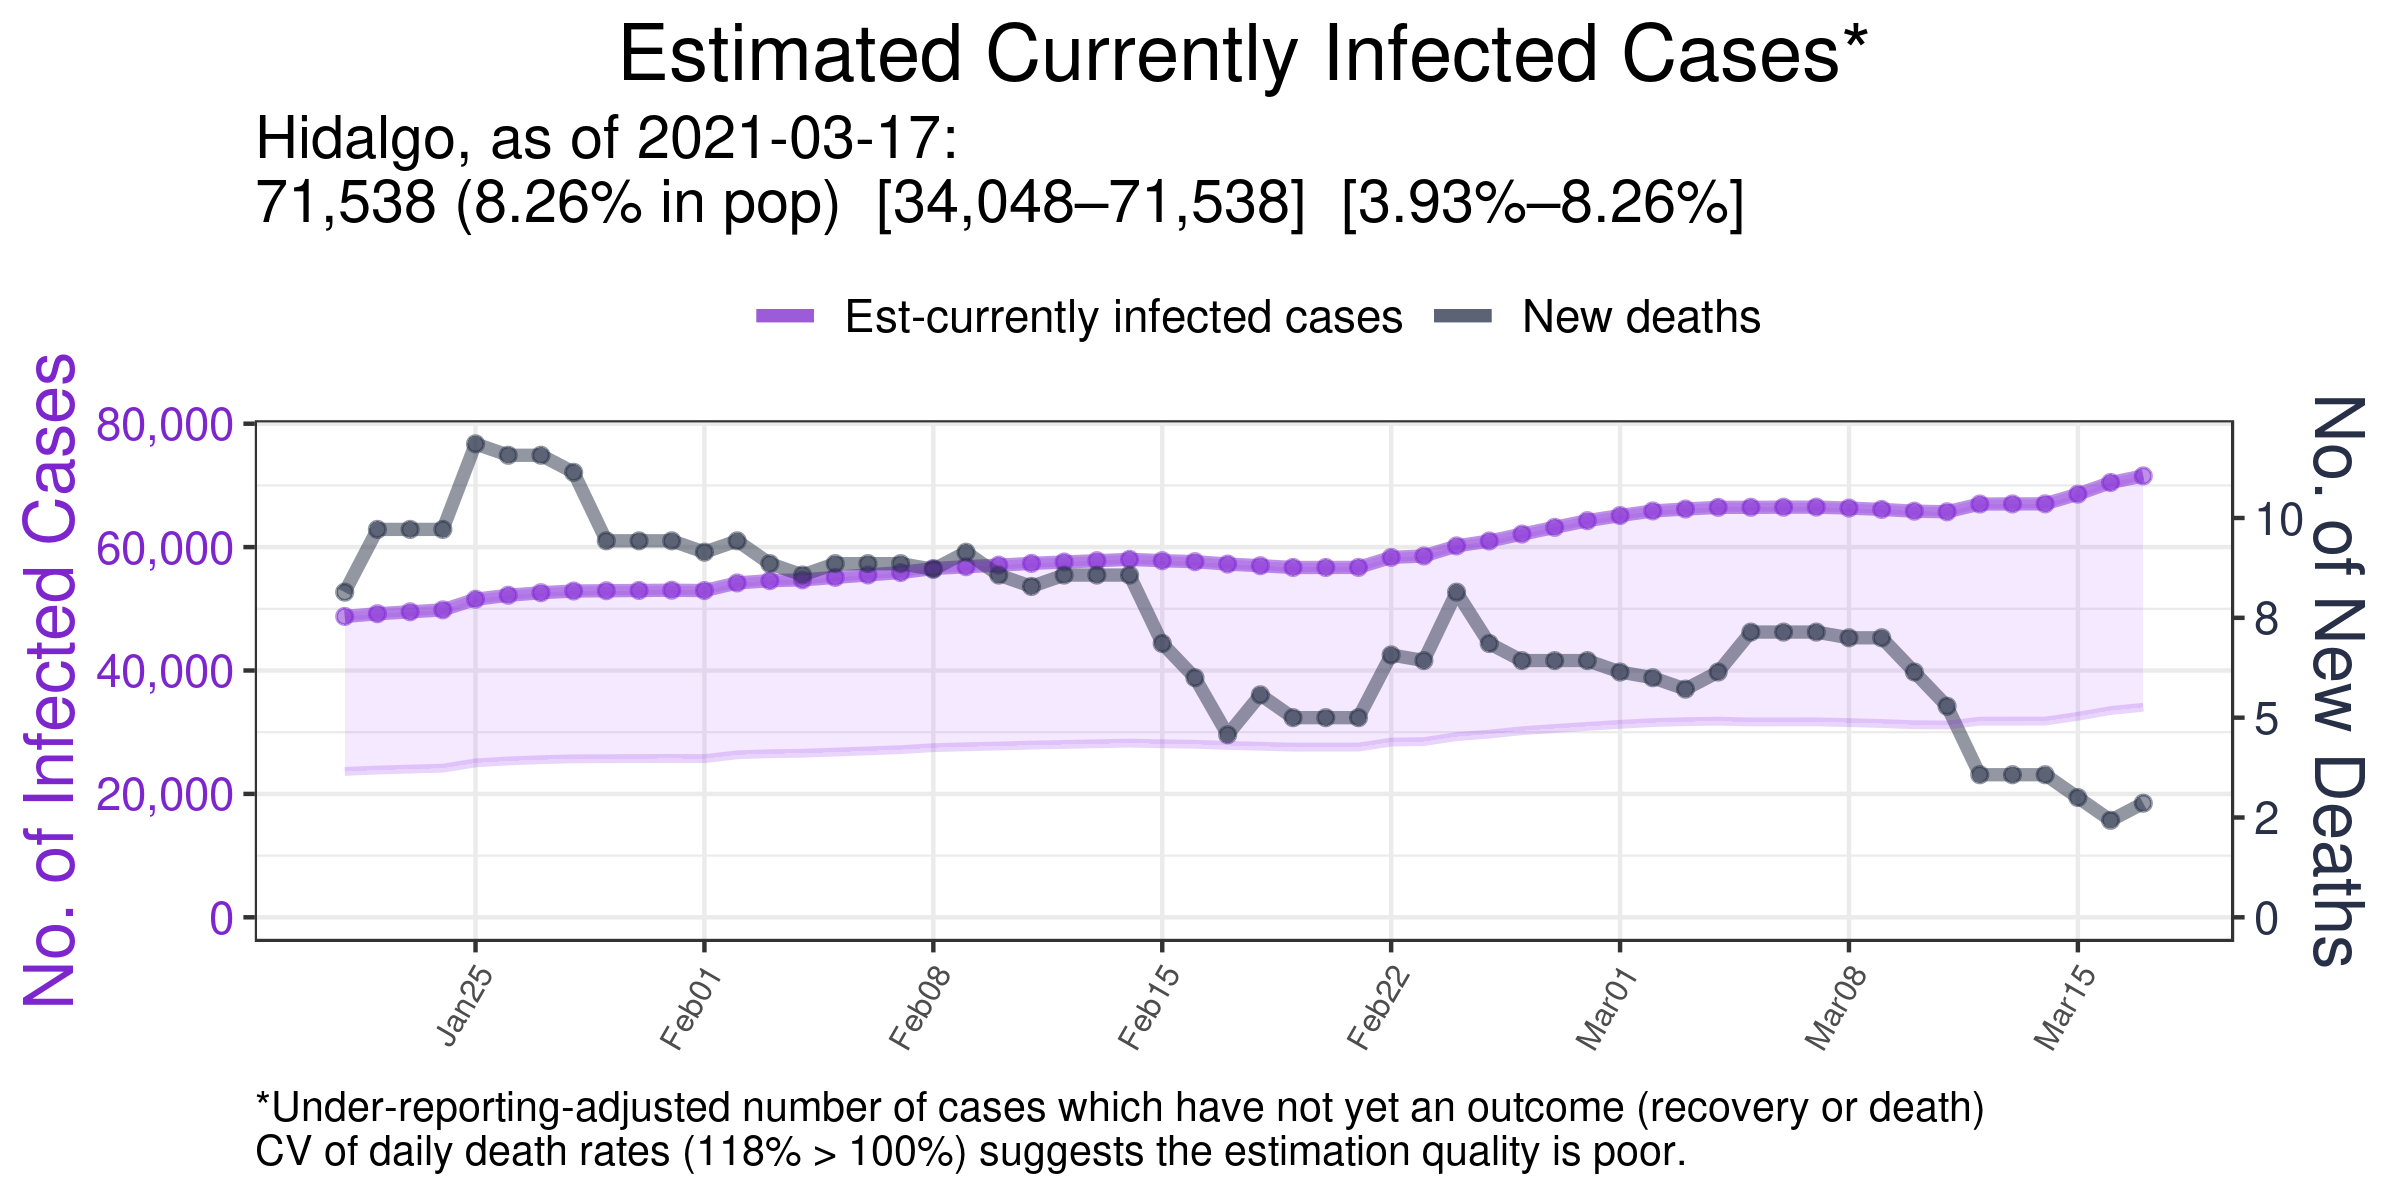 Estimated Currently Infected Cases*
Hidalgo, as of 2021-03-17:
71,538 (8.26% in pop)  [34,048–71,538]  [3.93%–8.26%]
Est-currently infected cases
New deaths
No. of Infected Cases
80,000
60,000
40,000
20,000
0
10
8
5
2
0
No. of New Deaths
Jan25
Feb01
Feb08
Feb15
Feb22
Mar01
Mar08
Mar15
*Under-reporting-adjusted number of cases which have not yet an outcome (recovery or death)
CV of daily death rates (118% > 100%) suggests the estimation quality is poor.